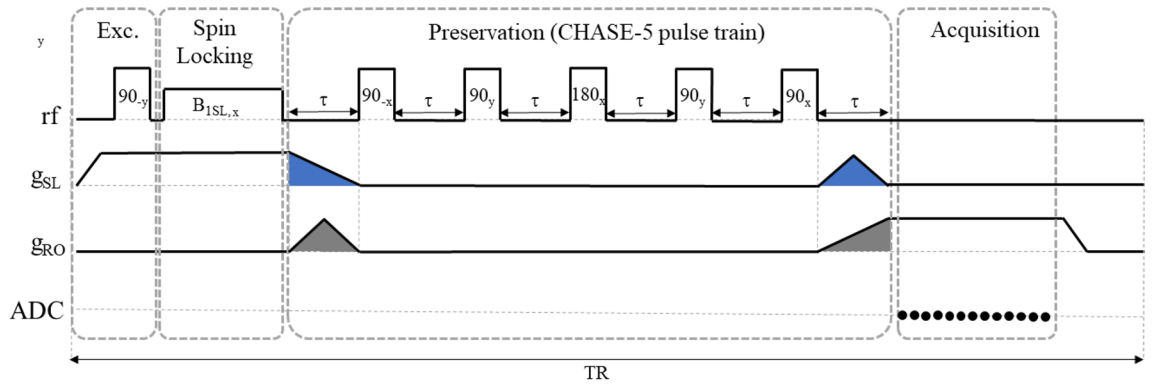 Exc.
Spin
Locking
Preservation (CHASE-5 pulse train)
Acquisition
y
rf
90-y
B1SL,x
τ
90-x
τ
90y
τ
180x
τ
90y
τ
90x
τ
gSL
gRO
ADC
TR